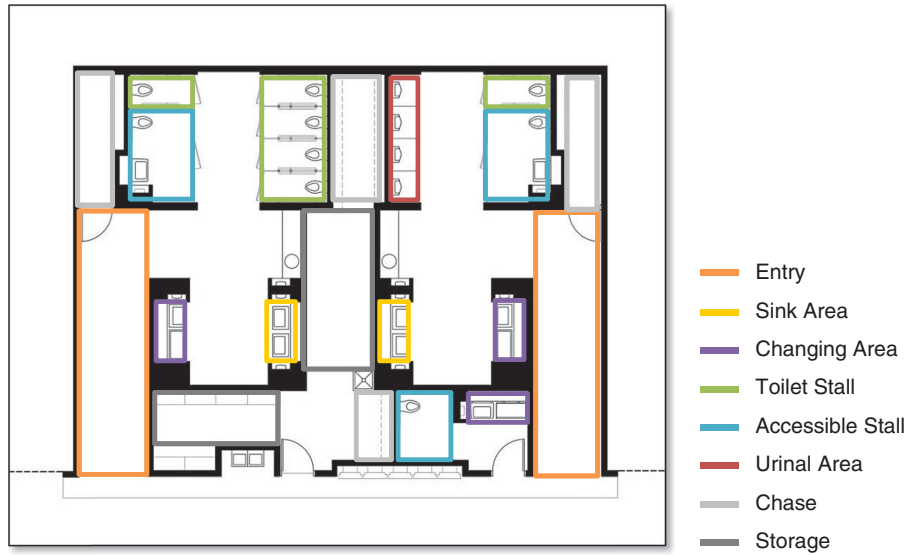 Entry
Sink Area
Changing Area
Toilet Stall
Accessible Stall
Urinal Area
Chase
Storage